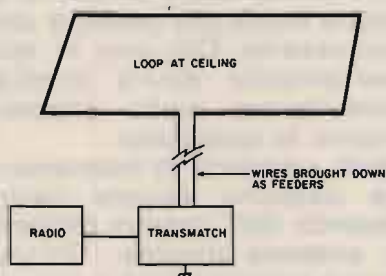 LOOP AT CEILING
WIRES BROUGHT DOWN
AS FEEDERS
RADIO
TRANSMATCH